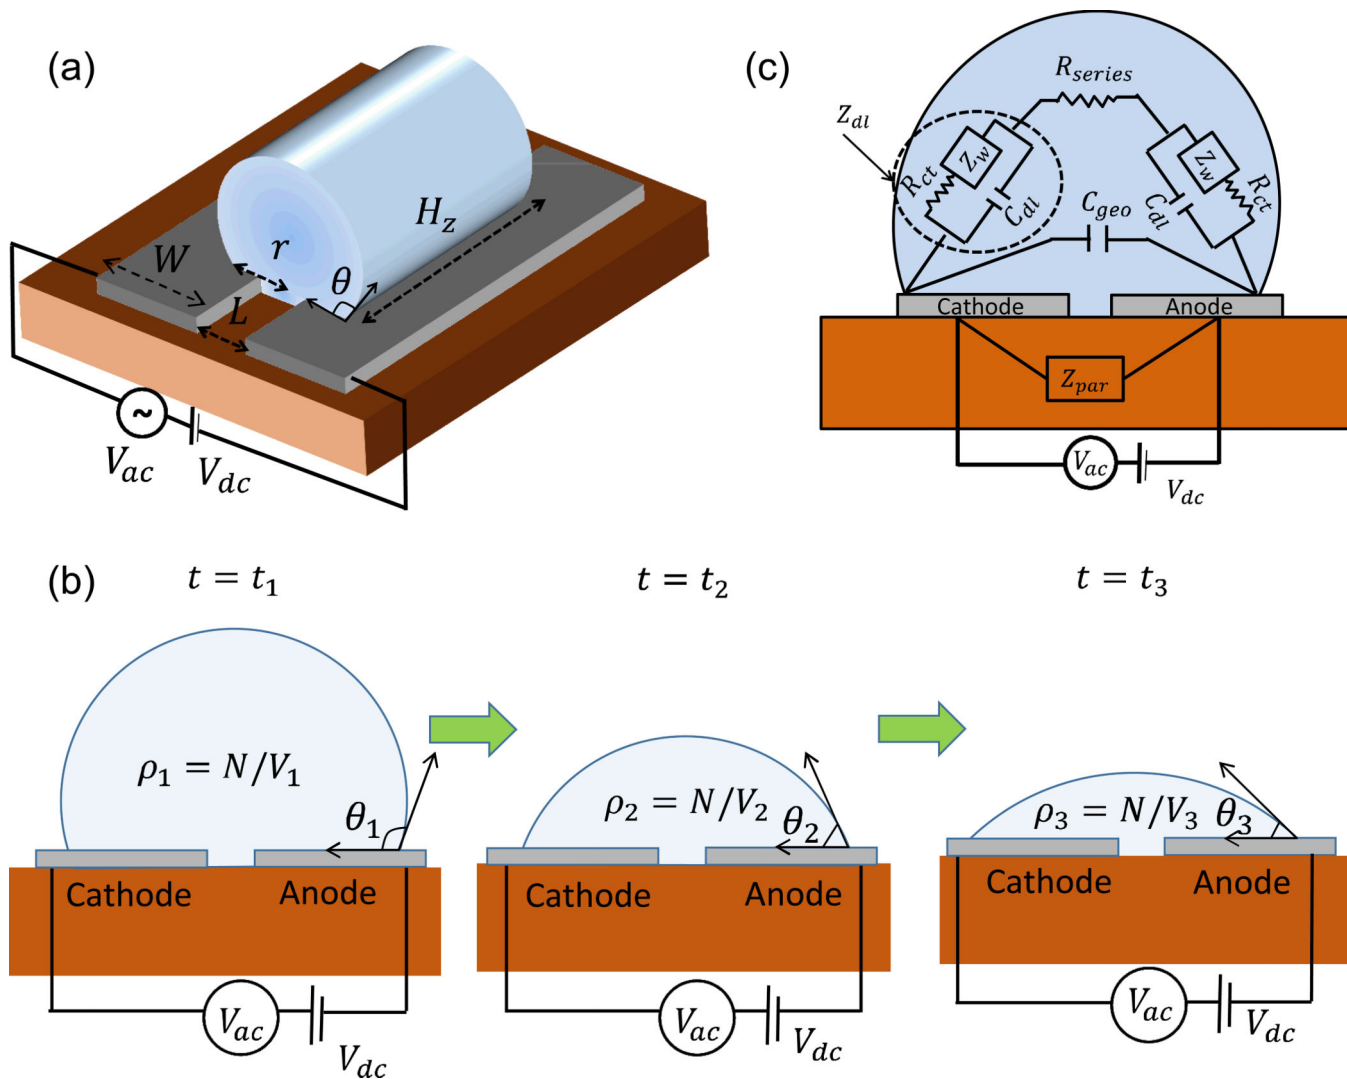 (a)
W
r
H_z
θ
L
~
V_ac
V_dc
(c)
R_series
Z_dl
R_ct
Z_w
C_dl
C_geo
Z_w
R_ct
C_dl
Cathode
Anode
Z_par
V_ac
V_dc
(b)
t = t_1
t = t_2
t = t_3
ρ_1 = N/V_1
θ_1
Cathode
Anode
V_ac
V_dc
ρ_2 = N/V_2
θ_2
Cathode
Anode
V_ac
V_dc
ρ_3 = N/V_3
θ_3
Cathode
Anode
V_ac
V_dc